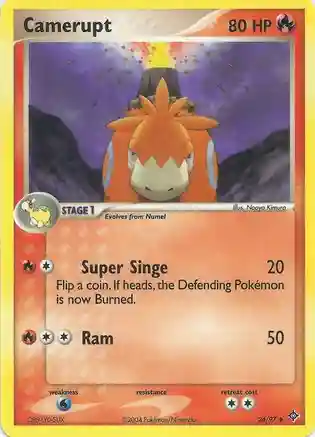 Camerupt 80 HP
Illus. Naoyo Kimura
STAGE 1
Evolves from Numel
Super Singe 20
Flip a coin. If heads, the Defending Pokémon
is now Burned.
Ram 50
weakness resistance retreat cost
©2004 Pokémon/Nintendo